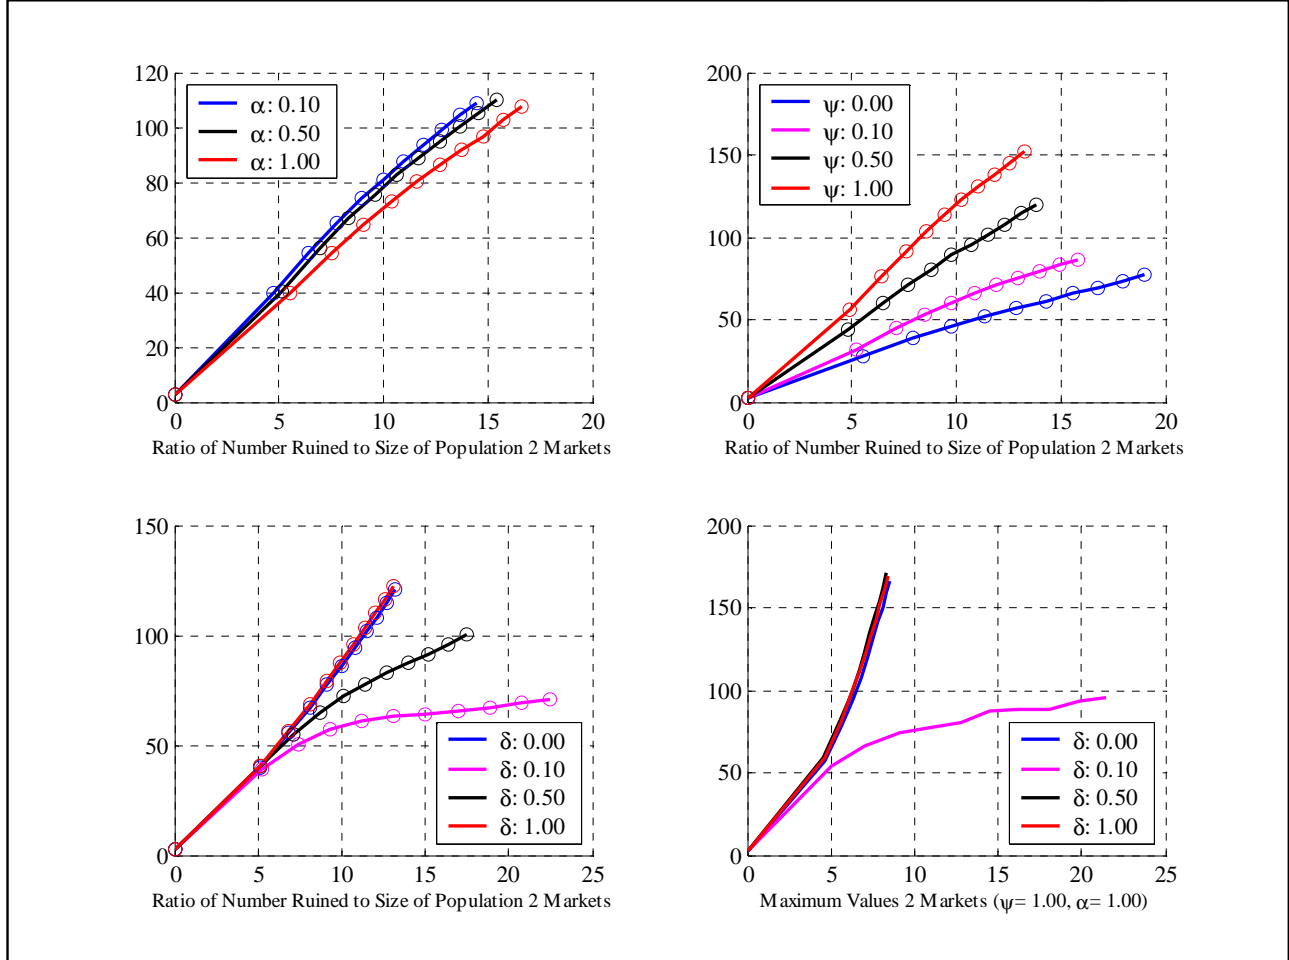 120
100
80
60
40
20
0
0 5 10 15 20
α: 0.10
α: 0.50
α: 1.00
Ratio of Number Ruined to Size of Population 2 Markets
200
150
100
50
0
0 5 10 15 20
ψ: 0.00
ψ: 0.10
ψ: 0.50
ψ: 1.00
Ratio of Number Ruined to Size of Population 2 Markets
150
100
50
0
0 5 10 15 20 25
δ: 0.00
δ: 0.10
δ: 0.50
δ: 1.00
Ratio of Number Ruined to Size of Population 2 Markets
200
150
100
50
0
0 5 10 15 20 25
δ: 0.00
δ: 0.10
δ: 0.50
δ: 1.00
Maximum Values 2 Markets (ψ= 1.00, α= 1.00)